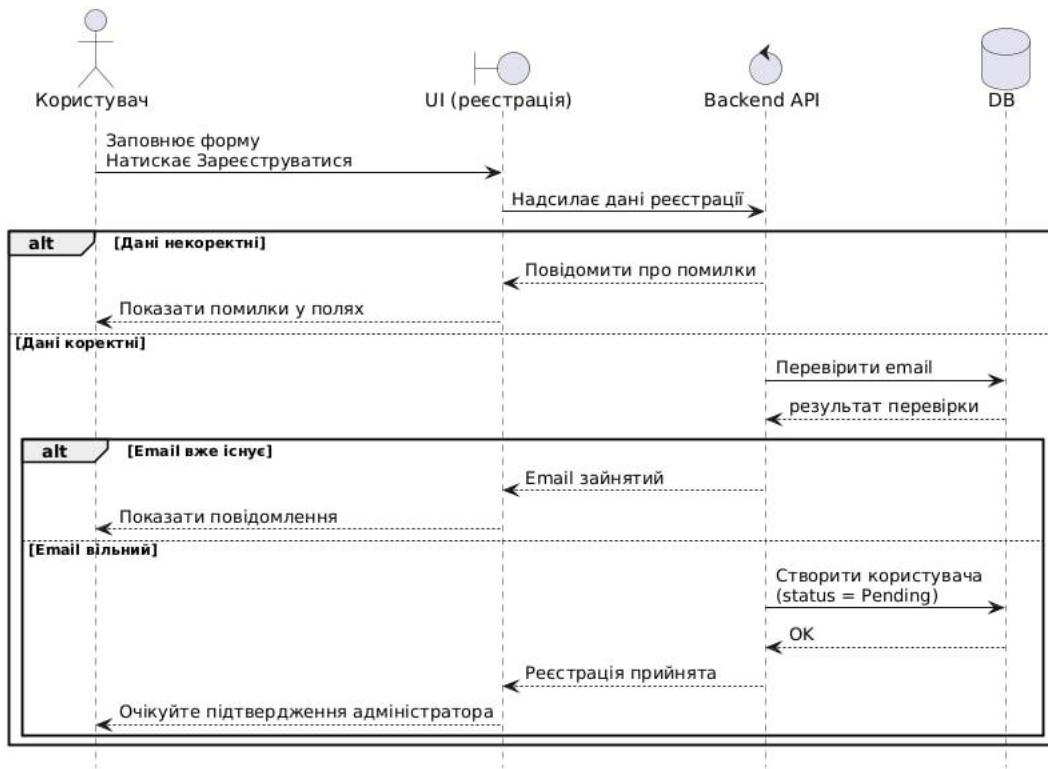 Користувач
UI (реєстрація)
Backend API
DB
Заповнює форму
Натискає Зареєструватися
Надсилає дані реєстрації
alt [Дані некоректні]
Повідомити про помилки
Показати помилки у полях
[Дані коректні]
Перевірити email
результат перевірки
alt [Email вже існує]
Email зайнятий
Показати повідомлення
[Email вільний]
Створити користувача
(status = Pending)
OK
Реєстрація прийнята
Очікуйте підтвердження адміністратора